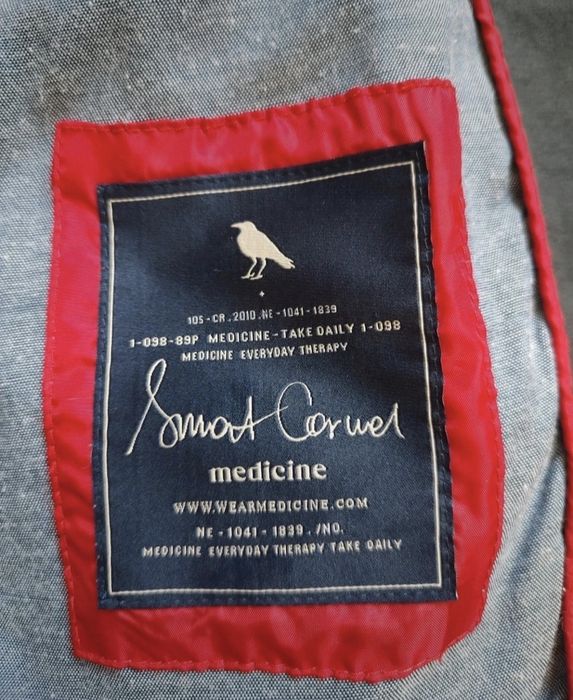 105-CR.2010.NE-1041-1839
1-098-89P MEDICINE-TAKE DAILY 1-098
MEDICINE EVERYDAY THERAPY
Smart Casual
medicine
WWW.WEARMEDICINE.COM
NE-1041-1839./NO.
MEDICINE EVERYDAY THERAPY TAKE DAILY